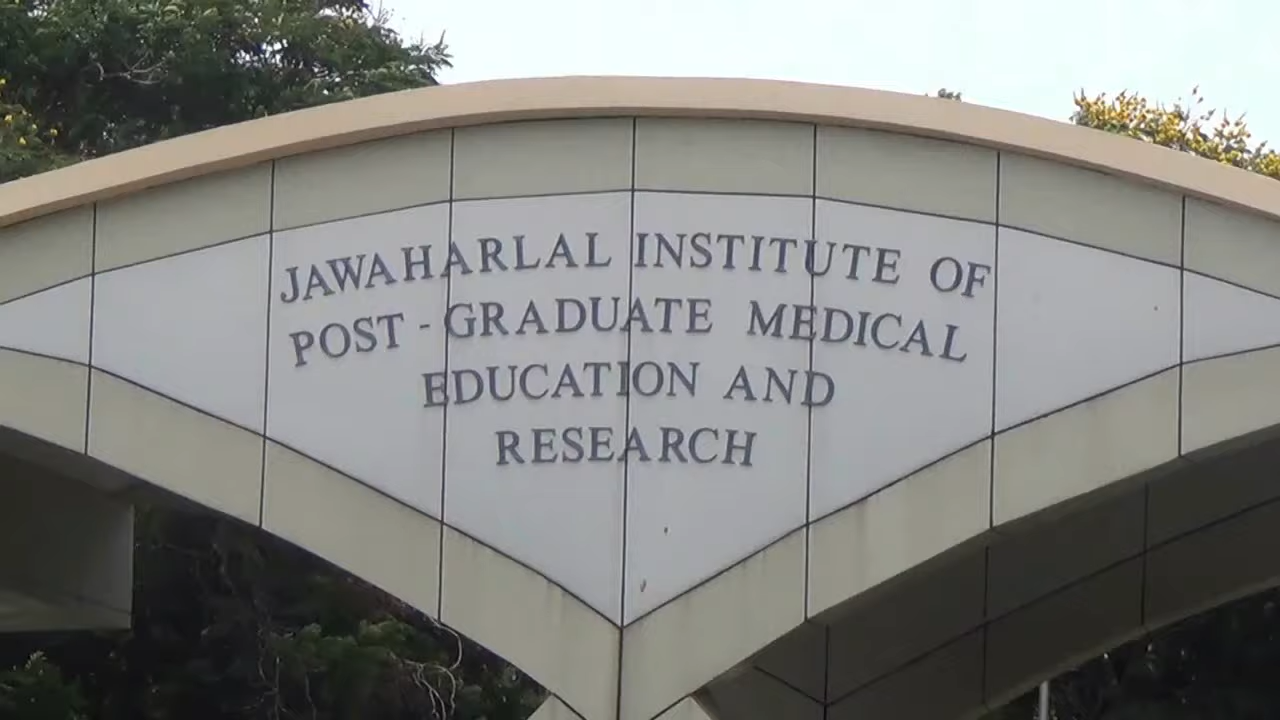 JAWAHARLAL INSTITUTE OF
POST - GRADUATE MEDICAL
EDUCATION AND
RESEARCH